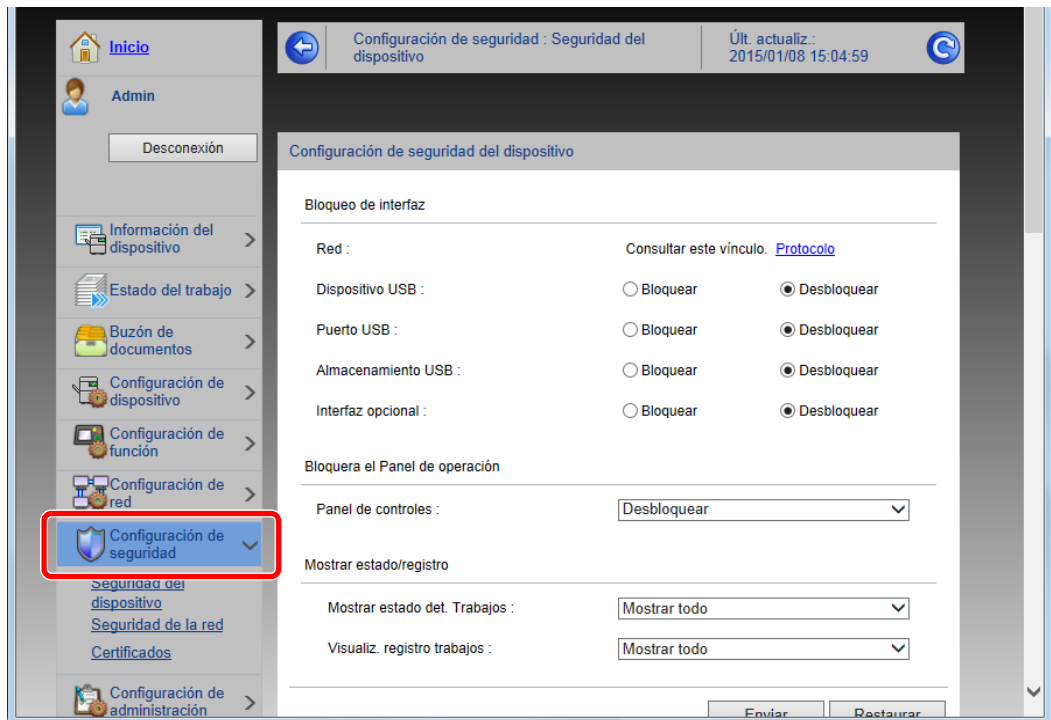 Inicio
Admin
Desconexión
Información del
dispositivo
Estado del trabajo
Buzón de
documentos
Configuración de
dispositivo
Configuración de
función
Configuración de
red
Configuración de
seguridad
Seguridad del
dispositivo
Seguridad de la red
Certificados
Configuración de
administración
Configuración de seguridad : Seguridad del
dispositivo
Últ. actualiz.:
2015/01/08 15:04:59
Configuración de seguridad del dispositivo
Bloqueo de interfaz
Red : Consultar este vínculo. Protocolo
Dispositivo USB : Bloquear Desbloquear
Puerto USB : Bloquear Desbloquear
Almacenamiento USB : Bloquear Desbloquear
Interfaz opcional : Bloquear Desbloquear
Bloquera el Panel de operación
Panel de controles : Desbloquear
Mostrar estado/registro
Mostrar estado det. Trabajos : Mostrar todo
Visualiz. registro trabajos : Mostrar todo
Enviar Restaurar